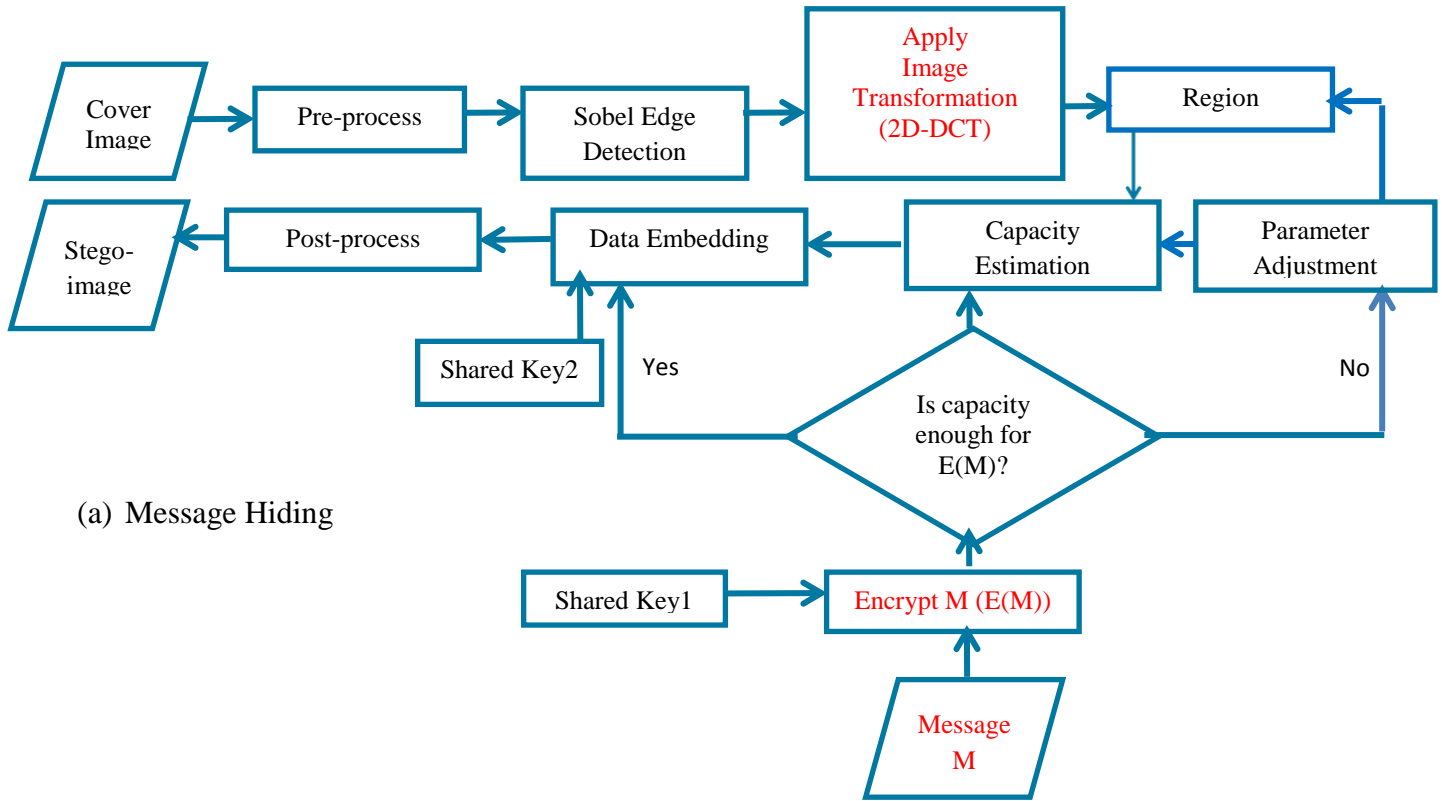 Cover
Image
Pre-process
Sobel Edge
Detection
Apply
Image
Transformation
(2D-DCT)
Region
Stego-
image
Post-process
Data Embedding
Capacity
Estimation
Parameter
Adjustment
Shared Key2
Yes
No
Is capacity
enough for
E(M)?
(a) Message Hiding
Shared Key1
Encrypt M (E(M))
Message
M